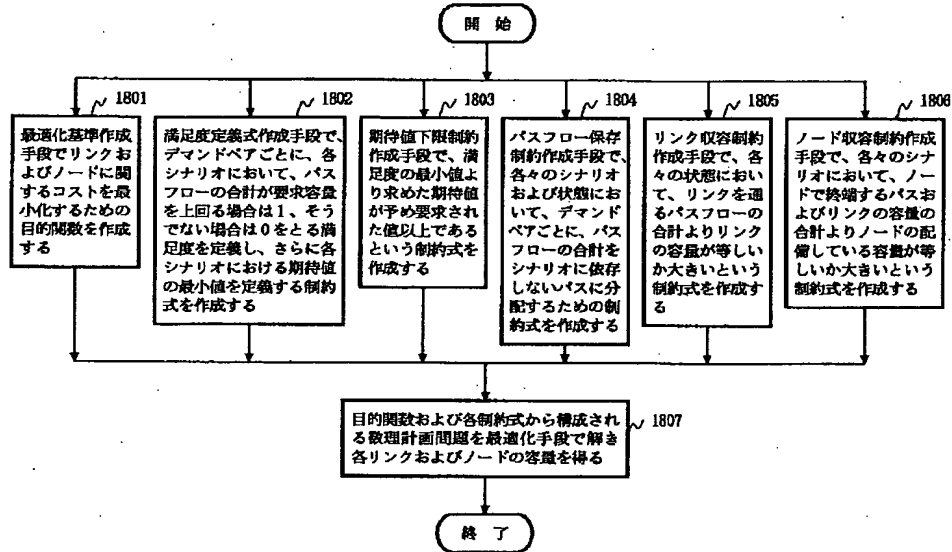 開 始
1801
最適化基準作成
手段でリンクお
よびノードに関
するコストを最
小化するための
目的関数を作成
する
1802
満足度定義式作成手段で、
デマンドペアごとに、各
シナリオにおいて、パス
フローの合計が要求容量
を上回る場合は1、そう
でない場合は0をとる満
足度を定義し、さらに各
シナリオにおける期待値
の最小値を定義する制約
式を作成する
1803
期待値下限制約
作成手段で、満
足度の最小値よ
り求めた期待値
が予め要求され
た値以上である
という制約式を
作成する
1804
パスフロー保存
制約作成手段で、
各々のシナリオ
および状態にお
いて、デマンド
ペアごとに、パス
フローの合計をシ
ナリオに依存
しないパスに分
配するための制
約式を作成する
1805
リンク収容制約
作成手段で、各
々の状態におい
て、リンクを通
るパスフローの
合計よりリンク
の容量が等しい
か大きいという
制約式を作成す
る
1806
ノード収容制約作成
手段で、各々のシナ
リオにおいて、ノー
ドで終端するパスお
よびリンクの容量の
合計よりノードの配
備している容量が等
しいか大きいという
制約式を作成する
目的関数および各制約式から構成され
る数理計画問題を最適化手段で解き
各リンクおよびノードの容量を得る
1807
終 了